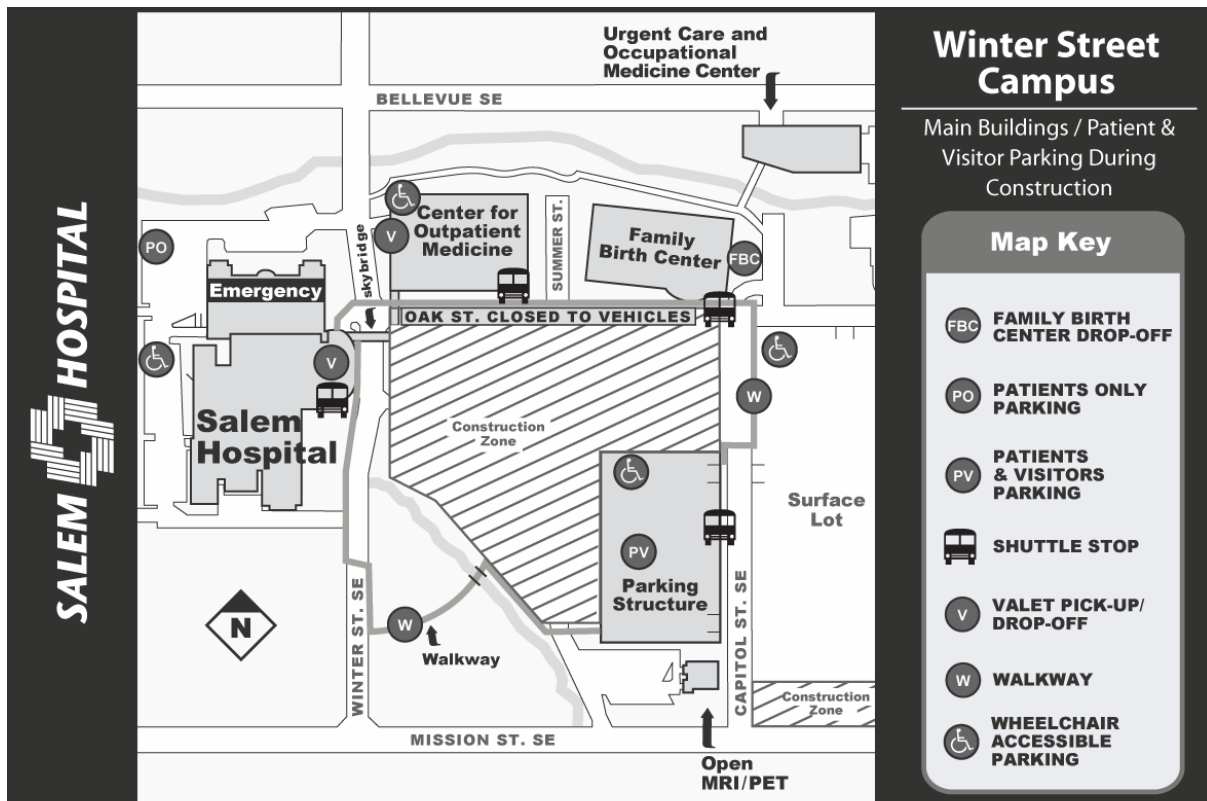 SALEM HOSPITAL
Urgent Care and
Occupational
Medicine Center
BELLEVUE SE
PO
Center for
Outpatient
Medicine
V
skybridge
SUMMER ST.
Family
Birth Center
FBC
Emergency
OAK ST. CLOSED TO VEHICLES
V
W
Salem
Hospital
Construction
Zone
Surface
Lot
PV
Parking
Structure
N
W
Walkway
WINTER ST. SE
CAPITOL ST. SE
Construction
Zone
MISSION ST. SE
Open
MRI/PET
Winter Street
Campus
Main Buildings / Patient &
Visitor Parking During
Construction
Map Key
FBC FAMILY BIRTH
CENTER DROP-OFF
PO PATIENTS ONLY
PARKING
PV PATIENTS
& VISITORS
PARKING
SHUTTLE STOP
V VALET PICK-UP/
DROP-OFF
W WALKWAY
WHEELCHAIR
ACCESSIBLE
PARKING